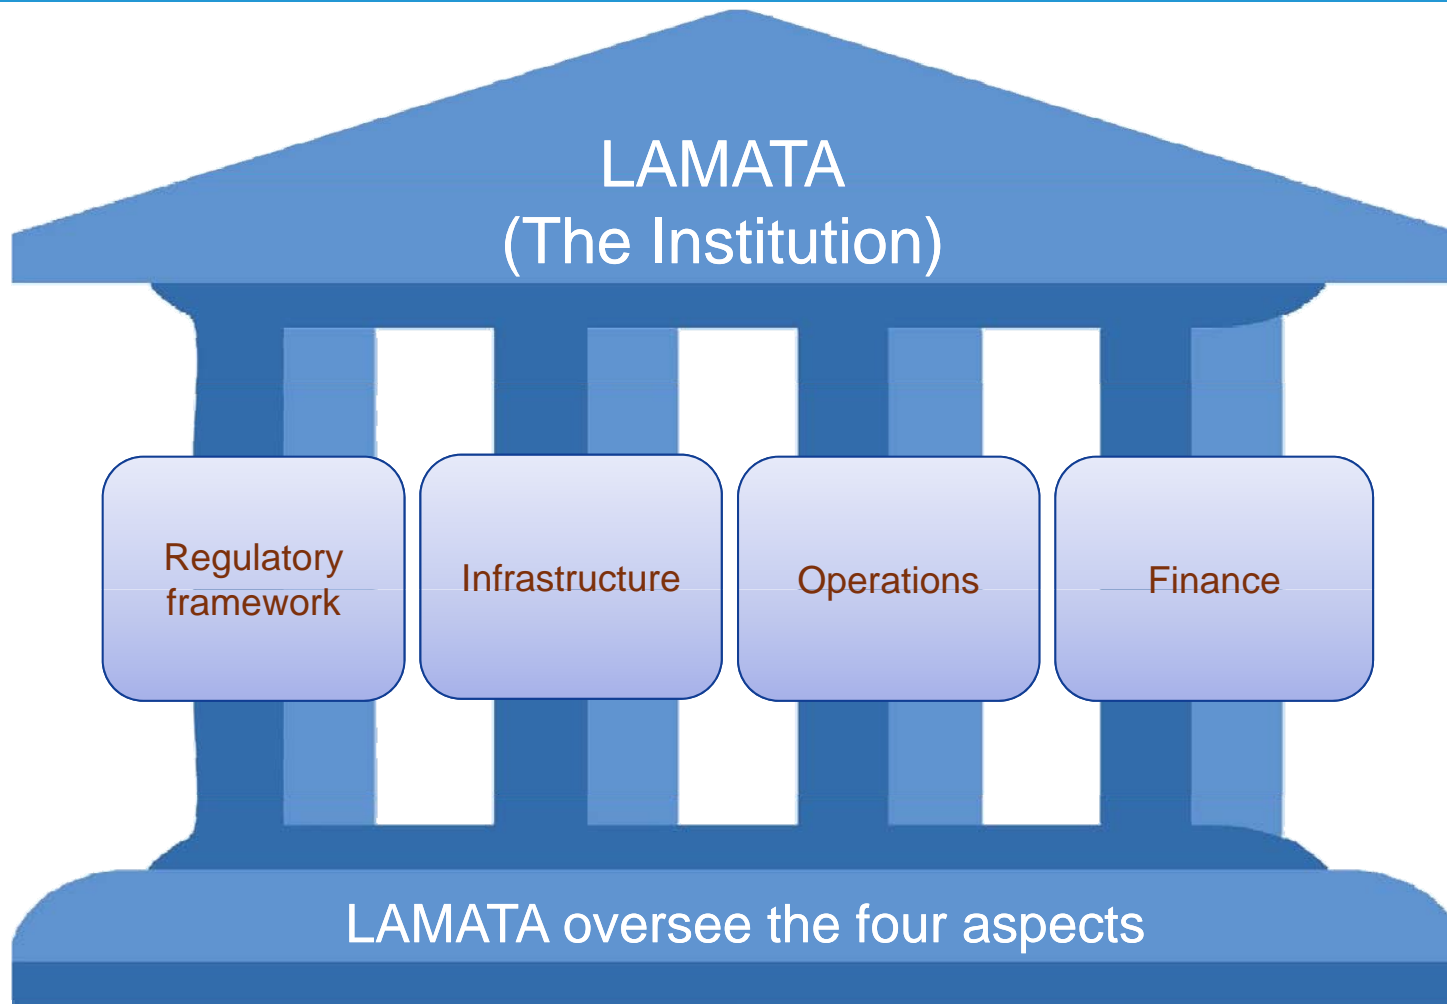 LAMATA
(The Institution)
Regulatory
framework
Infrastructure
Operations
Finance
LAMATA oversee the four aspects